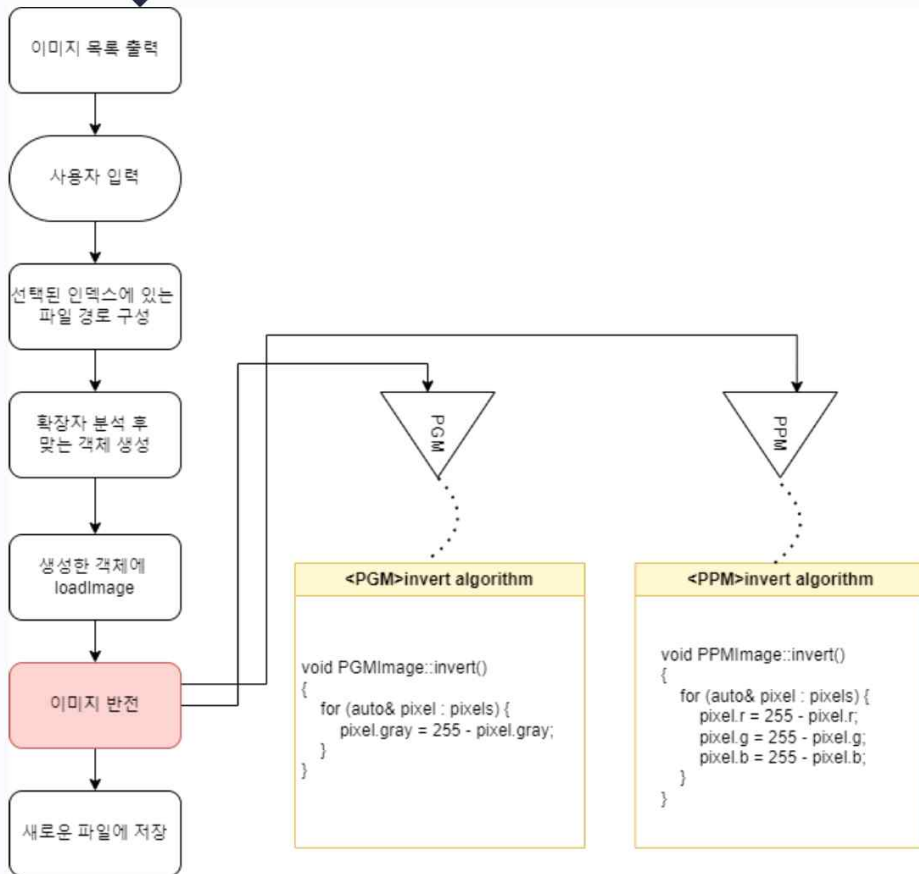 이미지 목록 출력
사용자 입력
선택된 인덱스에 있는
파일 경로 구성
확장자 분석 후
맞는 객체 생성
생성한 객체에
loadImage
이미지 반전
새로운 파일에 저장
PGM
PPM
<PGM>invert algorithm
void PGMImage::invert()
{
for (auto& pixel : pixels) {
pixel.gray = 255 - pixel.gray;
}
}
<PPM>invert algorithm
void PPMImage::invert()
{
for (auto& pixel : pixels) {
pixel.r = 255 - pixel.r;
pixel.g = 255 - pixel.g;
pixel.b = 255 - pixel.b;
}
}